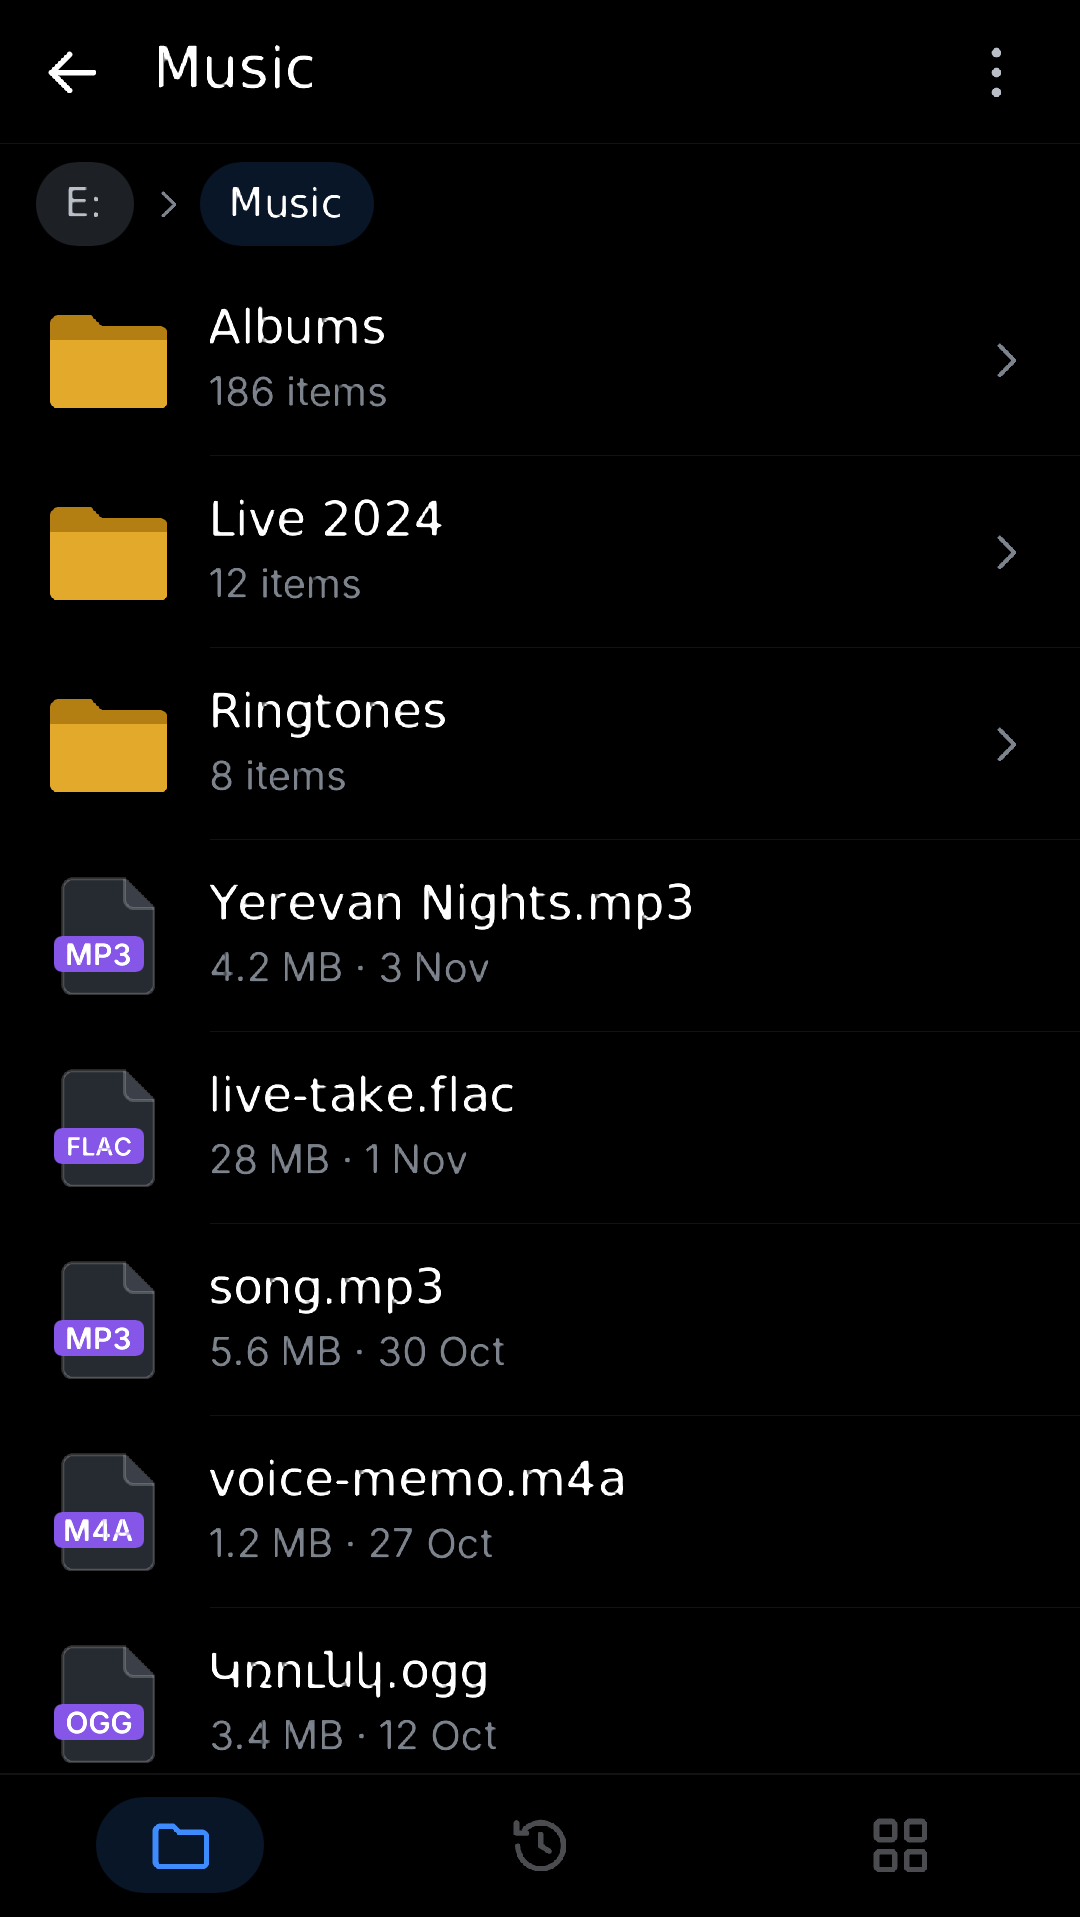 Music
E:
Music
Albums
186 items
Live 2024
12 items
Ringtones
8 items
Yerevan Nights.mp3
MP3
4.2 MB · 3 Nov
live-take.flac
FLAC
28 MB · 1 Nov
song.mp3
MP3
5.6 MB · 30 Oct
voice-memo.m4a
M4A
1.2 MB · 27 Oct
Կռունկ.ogg
OGG
3.4 MB · 12 Oct